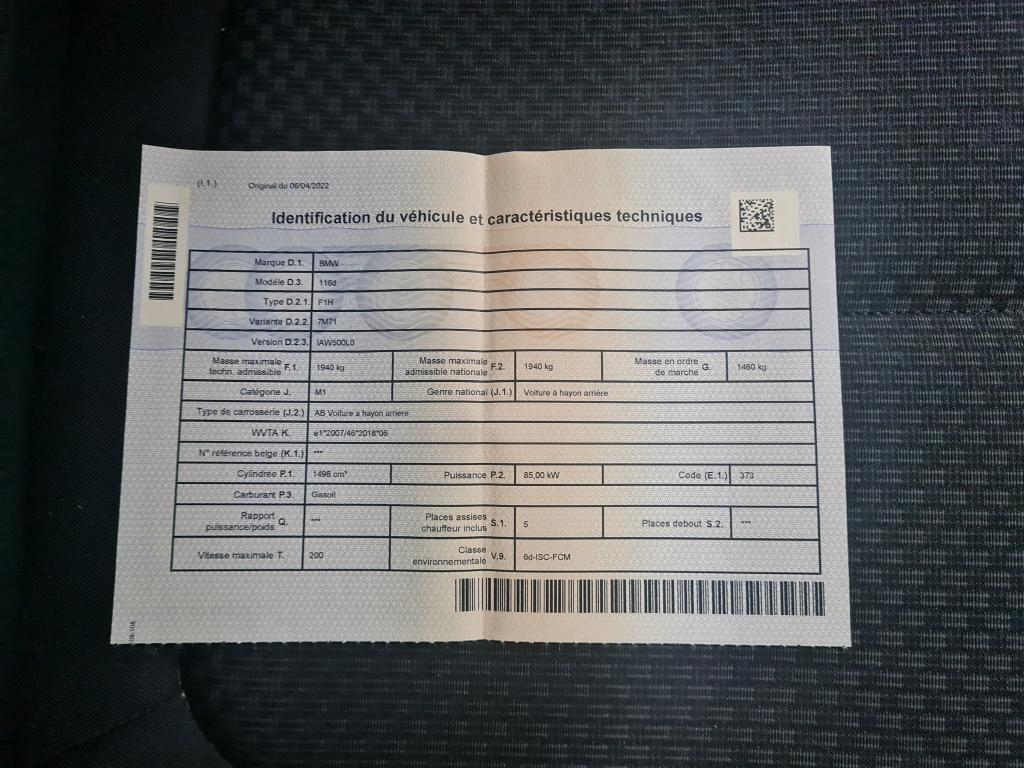 (I.1.) Original du 06/04/2022
Identification du véhicule et caractéristiques techniques
Marque D.1. BMW
Modèle D.3. 116d
Type D.2.1. F1H
Variante D.2.2. 7M71
Version D.2.3. IAW500L0
Masse maximale techn. admissible F.1. 1940 kg Masse maximale admissible nationale F.2. 1940 kg Masse en ordre de marche G. 1460 kg
Catégorie J. M1 Genre national (J.1.) Voiture à hayon arrière
Type de carrosserie (J.2.) AB Voiture à hayon arrière
WVTA K. e1*2007/46*2018*06
N° référence belge (K.1.) ***
Cylindrée P.1. 1496 cm³ Puissance P.2. 85,00 kW Code (E.1.) 373
Carburant P.3. Gasoil
Rapport puissance/poids Q. *** Places assises chauffeur inclus S.1. 5 Places debout S.2. ***
Vitesse maximale T. 200 Classe environnementale V.9. 6d-ISC-FCM